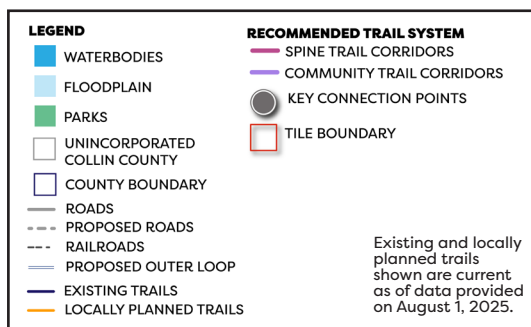 LEGEND
WATERBODIES
FLOODPLAIN
PARKS
UNINCORPORATED
COLLIN COUNTY
COUNTY BOUNDARY
ROADS
PROPOSED ROADS
RAILROADS
PROPOSED OUTER LOOP
EXISTING TRAILS
LOCALLY PLANNED TRAILS
RECOMMENDED TRAIL SYSTEM
SPINE TRAIL CORRIDORS
COMMUNITY TRAIL CORRIDORS
KEY CONNECTION POINTS
TILE BOUNDARY
Existing and locally
planned trails
shown are current
as of data provided
on August 1, 2025.